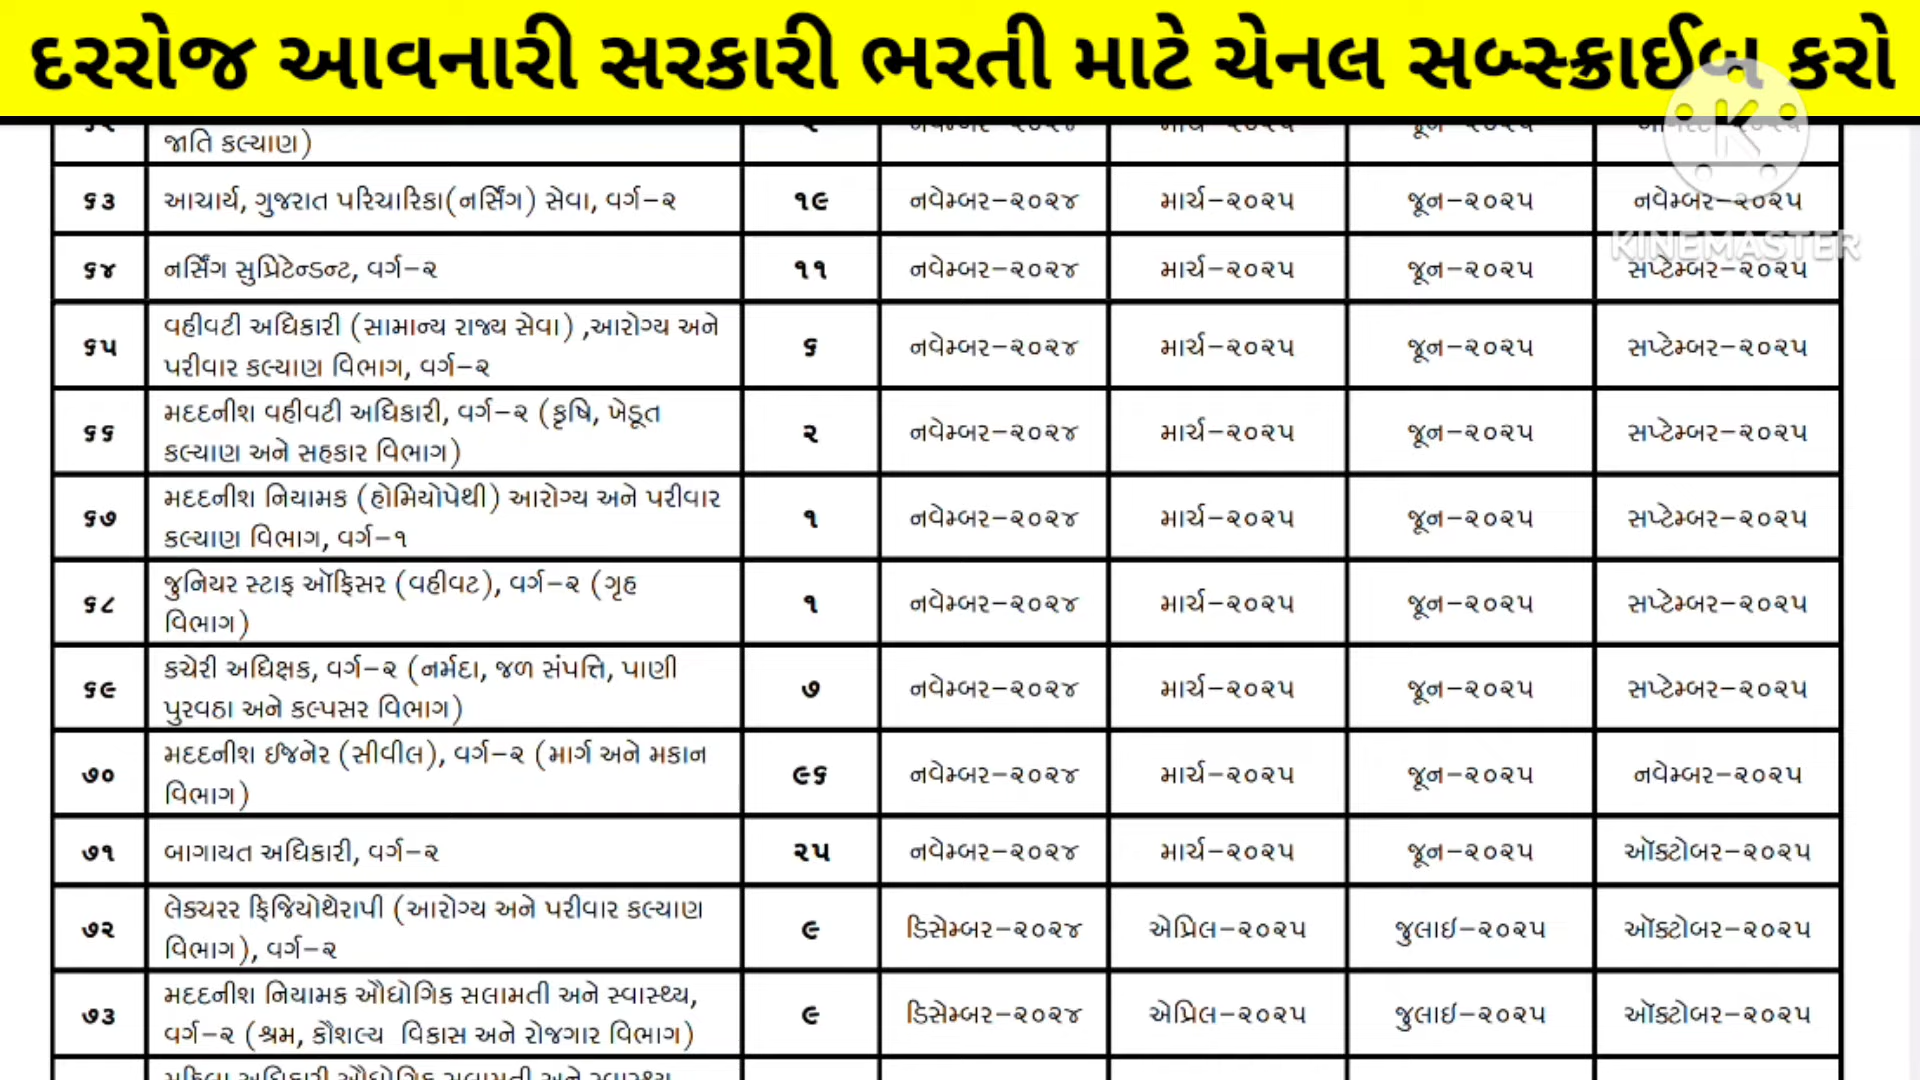 દરરોજ આવનારી સરકારી ભરતી માટે ચેનલ સબ્સ્ક્રાઈબ કરો
જાતિ કલ્યાણ)
૬૩ આચાર્ય, ગુજરાત પરિચારિકા(નર્સિંગ) સેવા, વર્ગ-૨ ૧૯ નવેમ્બર-૨૦૨૪ માર્ચ-૨૦૨૫ જૂન-૨૦૨૫ નવેમ્બર-૨૦૨૫
KINEMASTER
૬૪ નર્સિંગ સુપ્રિટેન્ડન્ટ, વર્ગ-૨ ૧૧ નવેમ્બર-૨૦૨૪ માર્ચ-૨૦૨૫ જૂન-૨૦૨૫ સપ્ટેમ્બર-૨૦૨૫
વહીવટી અધિકારી (સામાન્ય રાજ્ય સેવા) ,આરોગ્ય અને
૬૫ ૬ નવેમ્બર-૨૦૨૪ માર્ચ-૨૦૨૫ જૂન-૨૦૨૫ સપ્ટેમ્બર-૨૦૨૫
પરીવાર કલ્યાણ વિભાગ, વર્ગ-૨
મદદનીશ વહીવટી અધિકારી, વર્ગ-૨ (કૃષિ, ખેડૂત
૬૬ ૨ નવેમ્બર-૨૦૨૪ માર્ચ-૨૦૨૫ જૂન-૨૦૨૫ સપ્ટેમ્બર-૨૦૨૫
કલ્યાણ અને સહકાર વિભાગ)
મદદનીશ નિયામક (હોમિયોપેથી) આરોગ્ય અને પરીવાર
૬૭ ૧ નવેમ્બર-૨૦૨૪ માર્ચ-૨૦૨૫ જૂન-૨૦૨૫ સપ્ટેમ્બર-૨૦૨૫
કલ્યાણ વિભાગ, વર્ગ-૧
જુનિયર સ્ટાફ ઑફિસર (વહીવટ), વર્ગ-૨ (ગૃહ
૬૮ ૧ નવેમ્બર-૨૦૨૪ માર્ચ-૨૦૨૫ જૂન-૨૦૨૫ સપ્ટેમ્બર-૨૦૨૫
વિભાગ)
કચેરી અધિક્ષક, વર્ગ-૨ (નર્મદા, જળ સંપત્તિ, પાણી
૬૯ ૭ નવેમ્બર-૨૦૨૪ માર્ચ-૨૦૨૫ જૂન-૨૦૨૫ સપ્ટેમ્બર-૨૦૨૫
પુરવઠા અને કલ્પસર વિભાગ)
મદદનીશ ઈજનેર (સીવીલ), વર્ગ-૨ (માર્ગ અને મકાન
૭૦ ૯૬ નવેમ્બર-૨૦૨૪ માર્ચ-૨૦૨૫ જૂન-૨૦૨૫ નવેમ્બર-૨૦૨૫
વિભાગ)
૭૧ બાગાયત અધિકારી, વર્ગ-૨ ૨૫ નવેમ્બર-૨૦૨૪ માર્ચ-૨૦૨૫ જૂન-૨૦૨૫ ઑક્ટોબર-૨૦૨૫
લેક્ચરર ફિજિયોથેરાપી (આરોગ્ય અને પરીવાર કલ્યાણ
૭૨ ૯ ડિસેમ્બર-૨૦૨૪ એપ્રિલ-૨૦૨૫ જુલાઈ-૨૦૨૫ ઑક્ટોબર-૨૦૨૫
વિભાગ), વર્ગ-૨
મદદનીશ નિયામક ઔદ્યોગિક સલામતી અને સ્વાસ્થ્ય,
૭૩ ૯ ડિસેમ્બર-૨૦૨૪ એપ્રિલ-૨૦૨૫ જુલાઈ-૨૦૨૫ ઑક્ટોબર-૨૦૨૫
વર્ગ-૨ (શ્રમ, કૌશલ્ય વિકાસ અને રોજગાર વિભાગ)